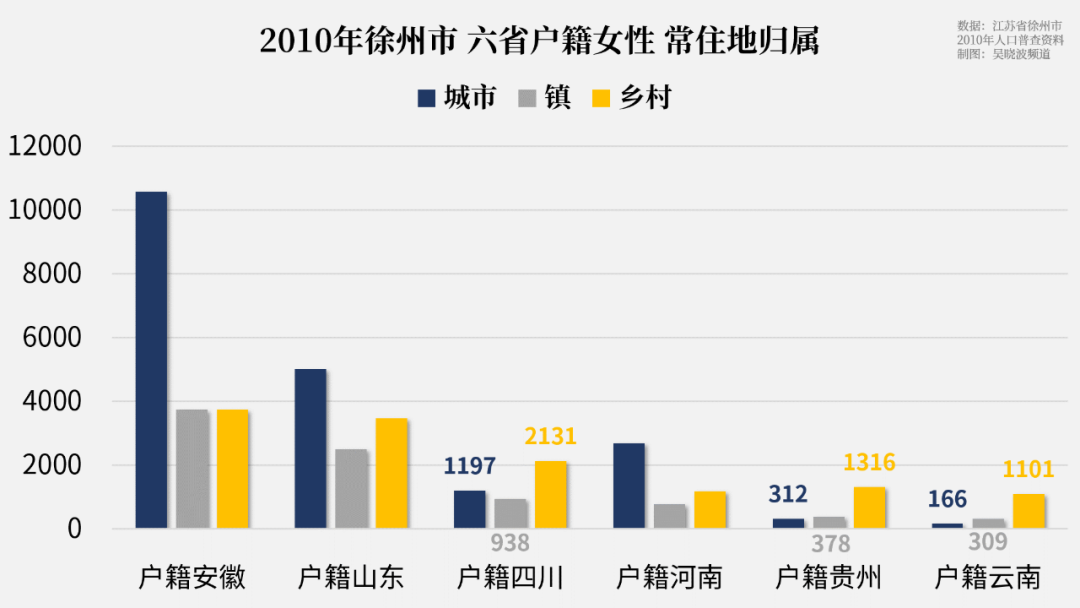 2010年徐州市 六省户籍女性 常住地归属
数据：江苏省徐州市
2010年人口普查资料
制图：吴晓波频道
城市 镇 乡村
12000
10000
8000
6000
4000
2000
0
1197
2131
938
312
1316
378
166
1101
309
户籍安徽 户籍山东 户籍四川 户籍河南 户籍贵州 户籍云南